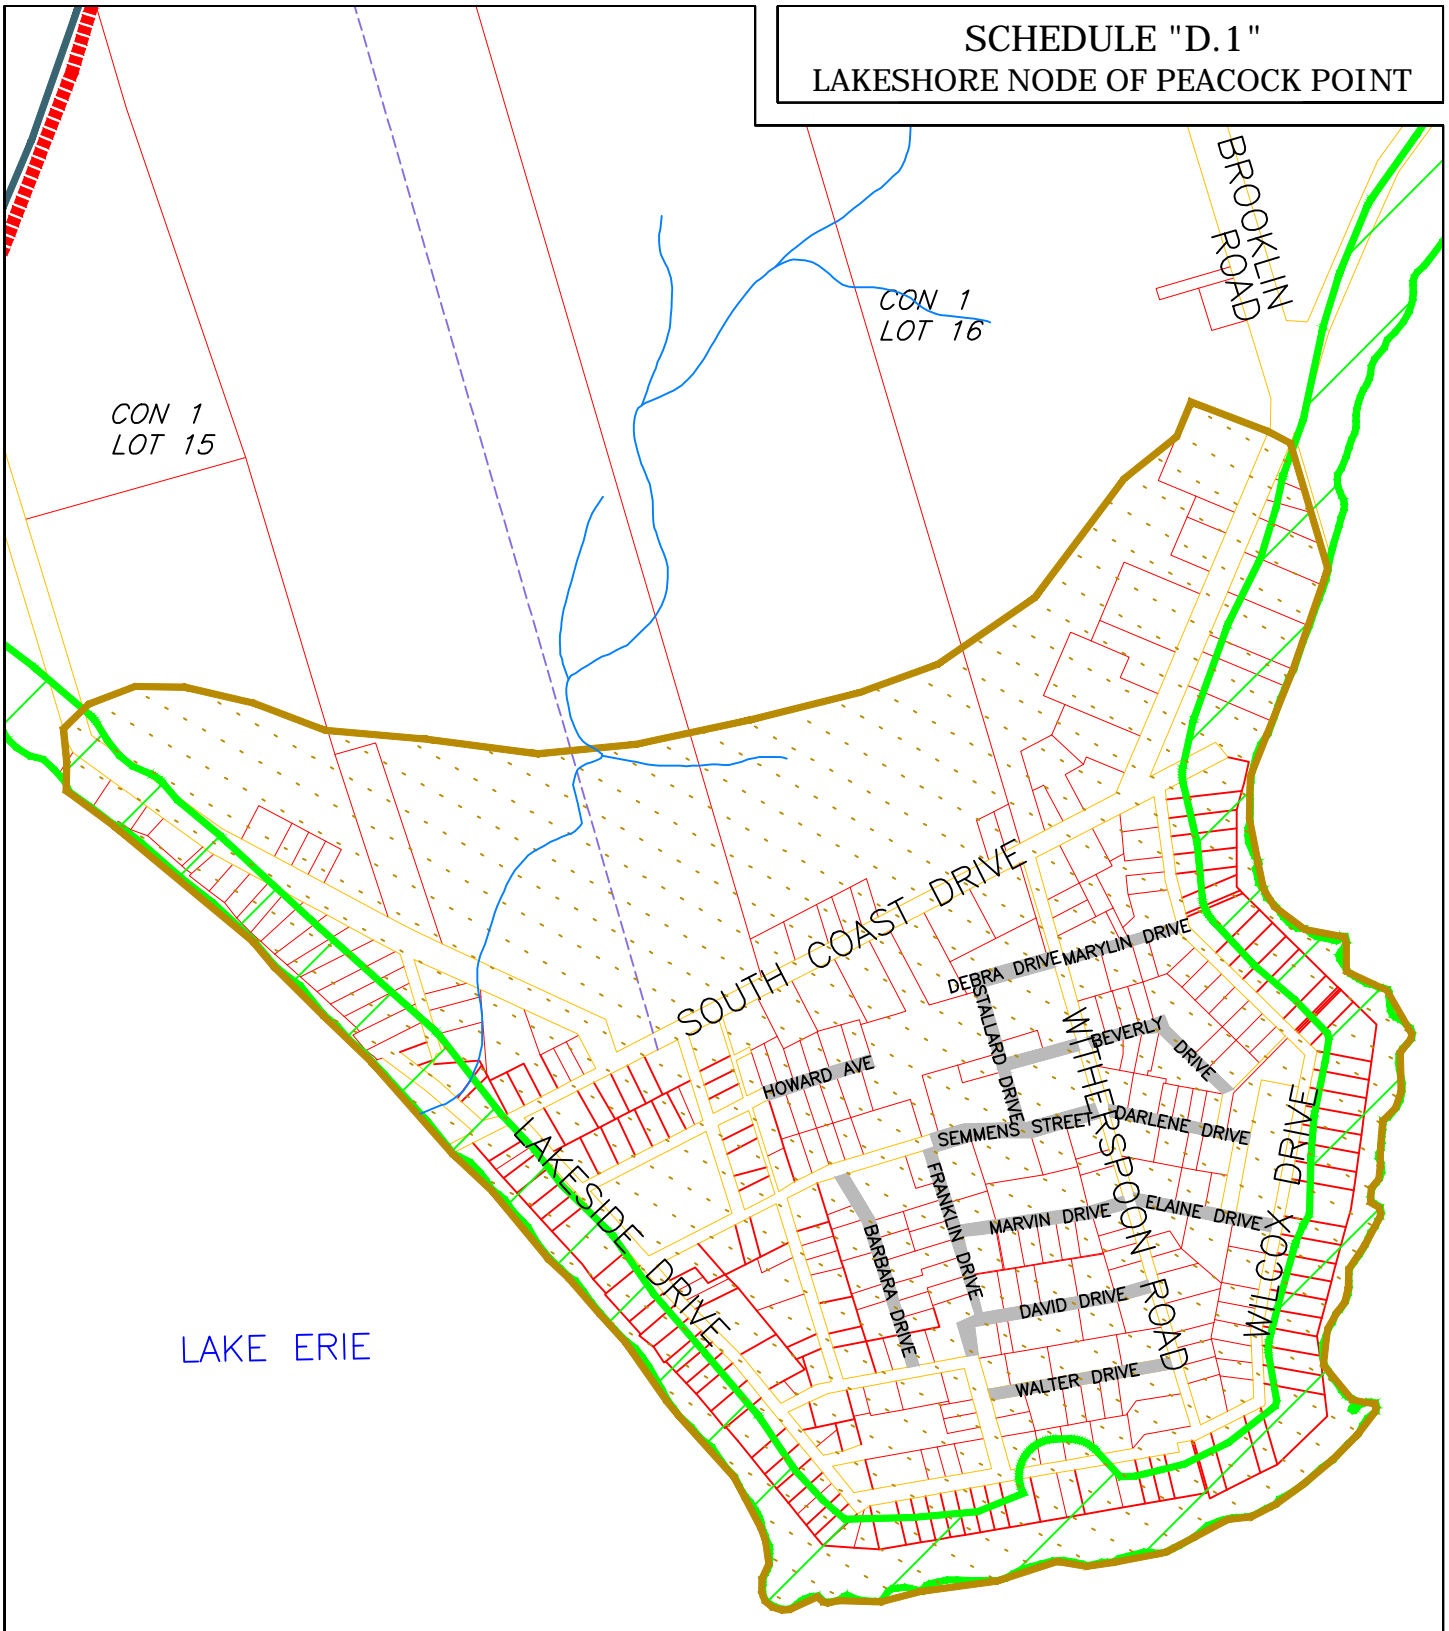 SCHEDULE "D.1"
LAKESHORE NODE OF PEACOCK POINT
BROOKLIN
ROAD
CON 1
LOT 16
CON 1
LOT 15
SOUTH COAST DRIVE
DEBRA DRIVE
MARYLIN DRIVE
STALLARD DRIVE
WITHERSPOON ROAD
BEVERLY
DRIVE
HOWARD AVE
SEMMENS STREET
DARLENE DRIVE
LAKESIDE DRIVE
FRANKLIN DRIVE
MARVIN DRIVE
ELAINE DRIVE
WILCOX DRIVE
BARBARA DRIVE
DAVID DRIVE
WALTER DRIVE
LAKE ERIE